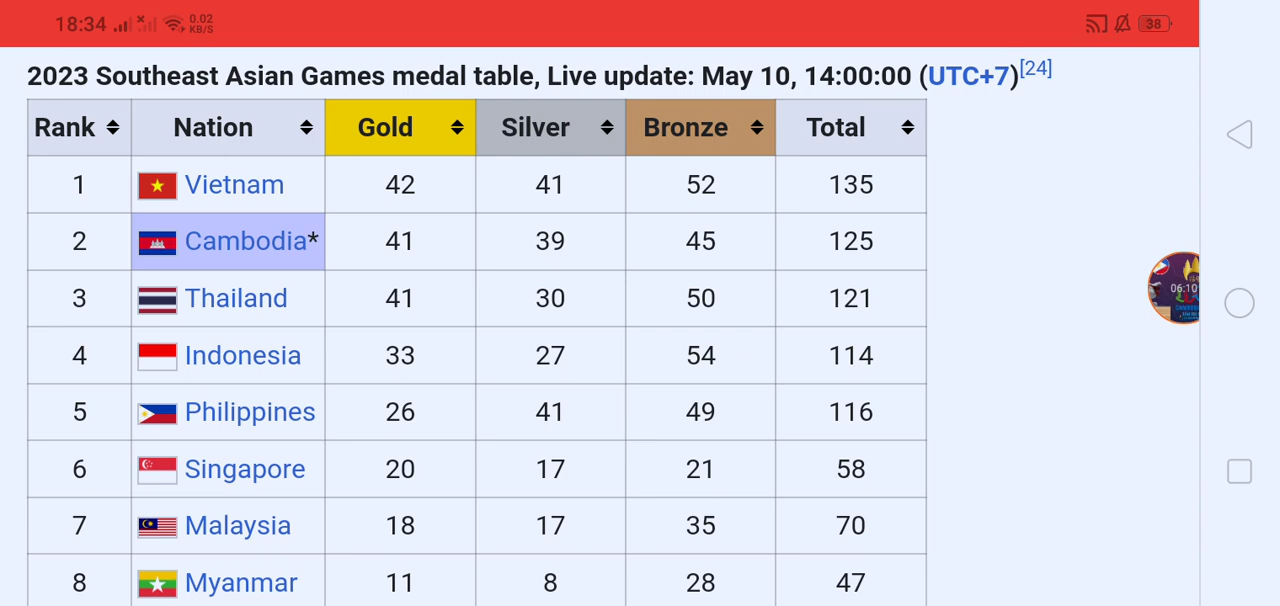 18:34 0.02 KB/S 38
2023 Southeast Asian Games medal table, Live update: May 10, 14:00:00 (UTC+7)[24]
Rank Nation Gold Silver Bronze Total
1 Vietnam 42 41 52 135
2 Cambodia* 41 39 45 125
3 Thailand 41 30 50 121
4 Indonesia 33 27 54 114
5 Philippines 26 41 49 116
6 Singapore 20 17 21 58
7 Malaysia 18 17 35 70
8 Myanmar 11 8 28 47
06:10